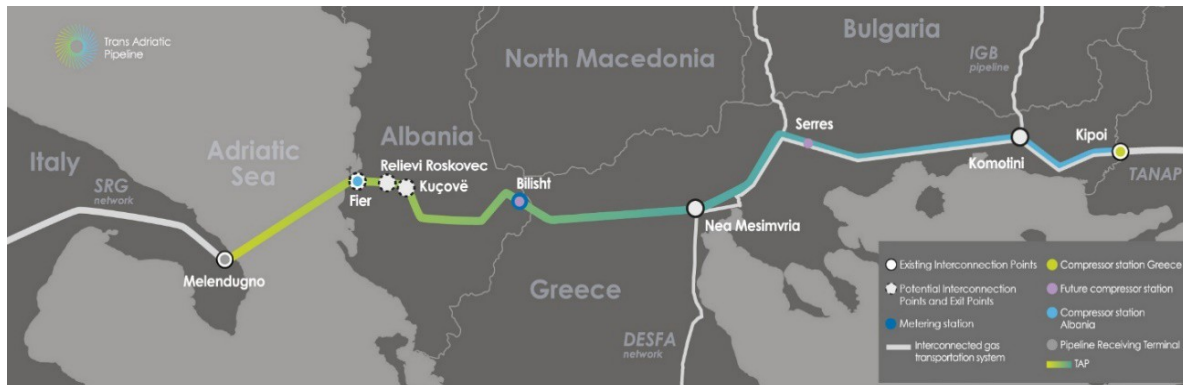 Trans Adriatic
Pipeline
North Macedonia
Bulgaria
IGB
pipeline
Serres
Kipoi
Komotini
TANAP
Italy
SRG
network
Adriatic
Sea
Albania
Relievi Roskovec
Kuçovë
Fier
Bilisht
Nea Mesimvria
Melendugno
Greece
DESFA
network
Existing Interconnection Points
Potential Interconnection
Points and Exit Points
Metering station
Interconnected gas
transportation system
Compressor station Greece
Future compressor station
Compressor station
Albania
Pipeline Receiving Terminal
TAP